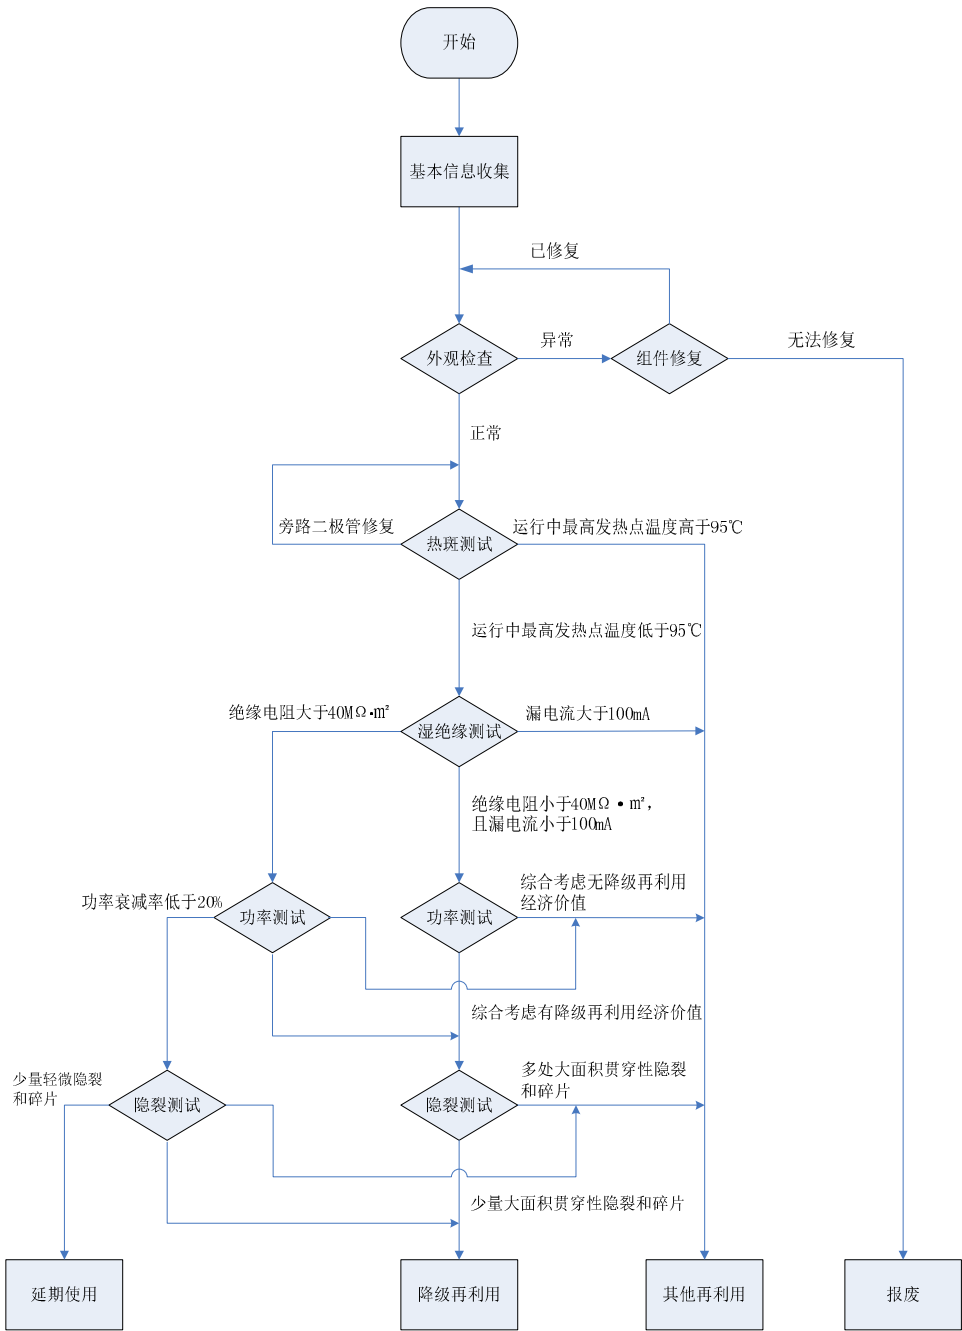 开始
基本信息收集
已修复
外观检查
异常
组件修复
无法修复
正常
旁路二极管修复
热斑测试
运行中最高发热点温度高于95℃
运行中最高发热点温度低于95℃
绝缘电阻大于40MΩ·m²
湿绝缘测试
漏电流大于100mA
绝缘电阻小于40MΩ·m²，
且漏电流小于100mA
功率衰减率低于20%
功率测试
功率测试
综合考虑无降级再利用
经济价值
综合考虑有降级再利用经济价值
少量轻微隐裂
和碎片
隐裂测试
隐裂测试
多处大面积贯穿性隐裂
和碎片
少量大面积贯穿性隐裂和碎片
延期使用
降级再利用
其他再利用
报废